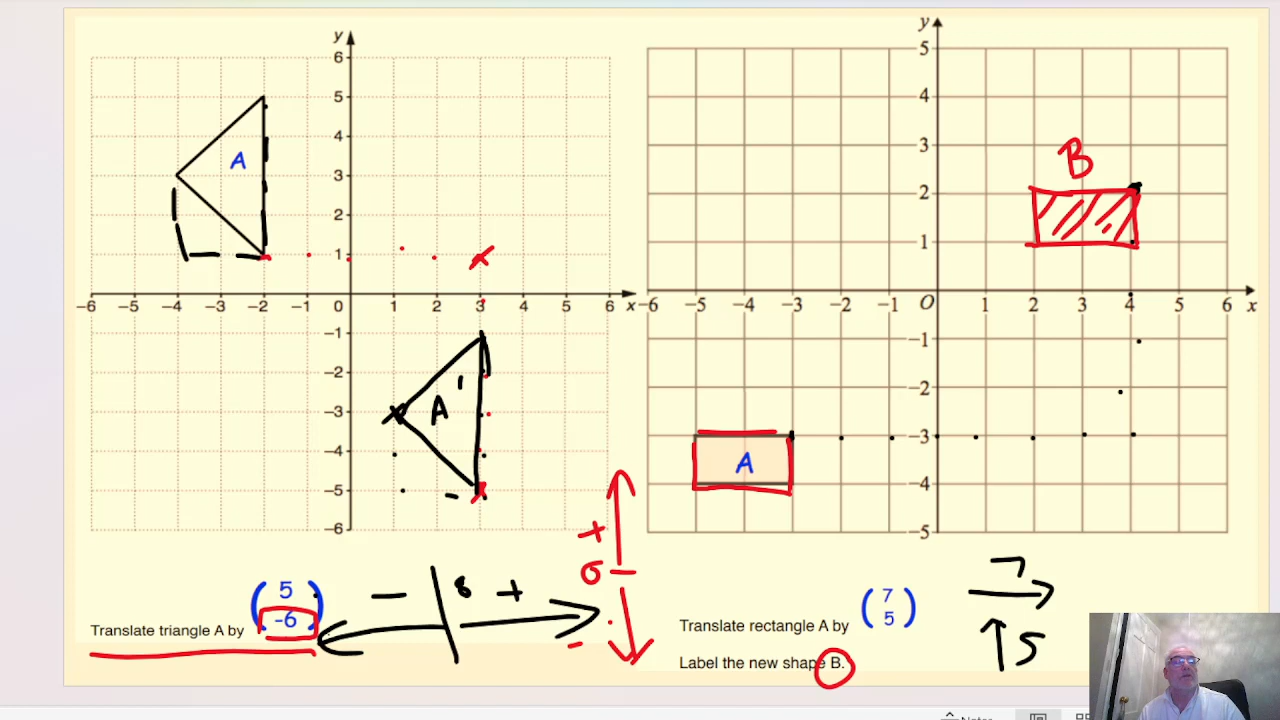 y
6
5
4
3
2
1
-6 -5 -4 -3 -2 -1 0 1 2 3 4 5 6 x
-1
-2
-3
-4
-5
-6
A
A'
y
5
4
3
2
1
-6 -5 -4 -3 -2 -1 O 1 2 3 4 5 6 x
-1
-2
-3
-4
-5
B
A
Translate triangle A by
5
-6
- +
+
0
-
Translate rectangle A by
7
5
Label the new shape B.
7
5